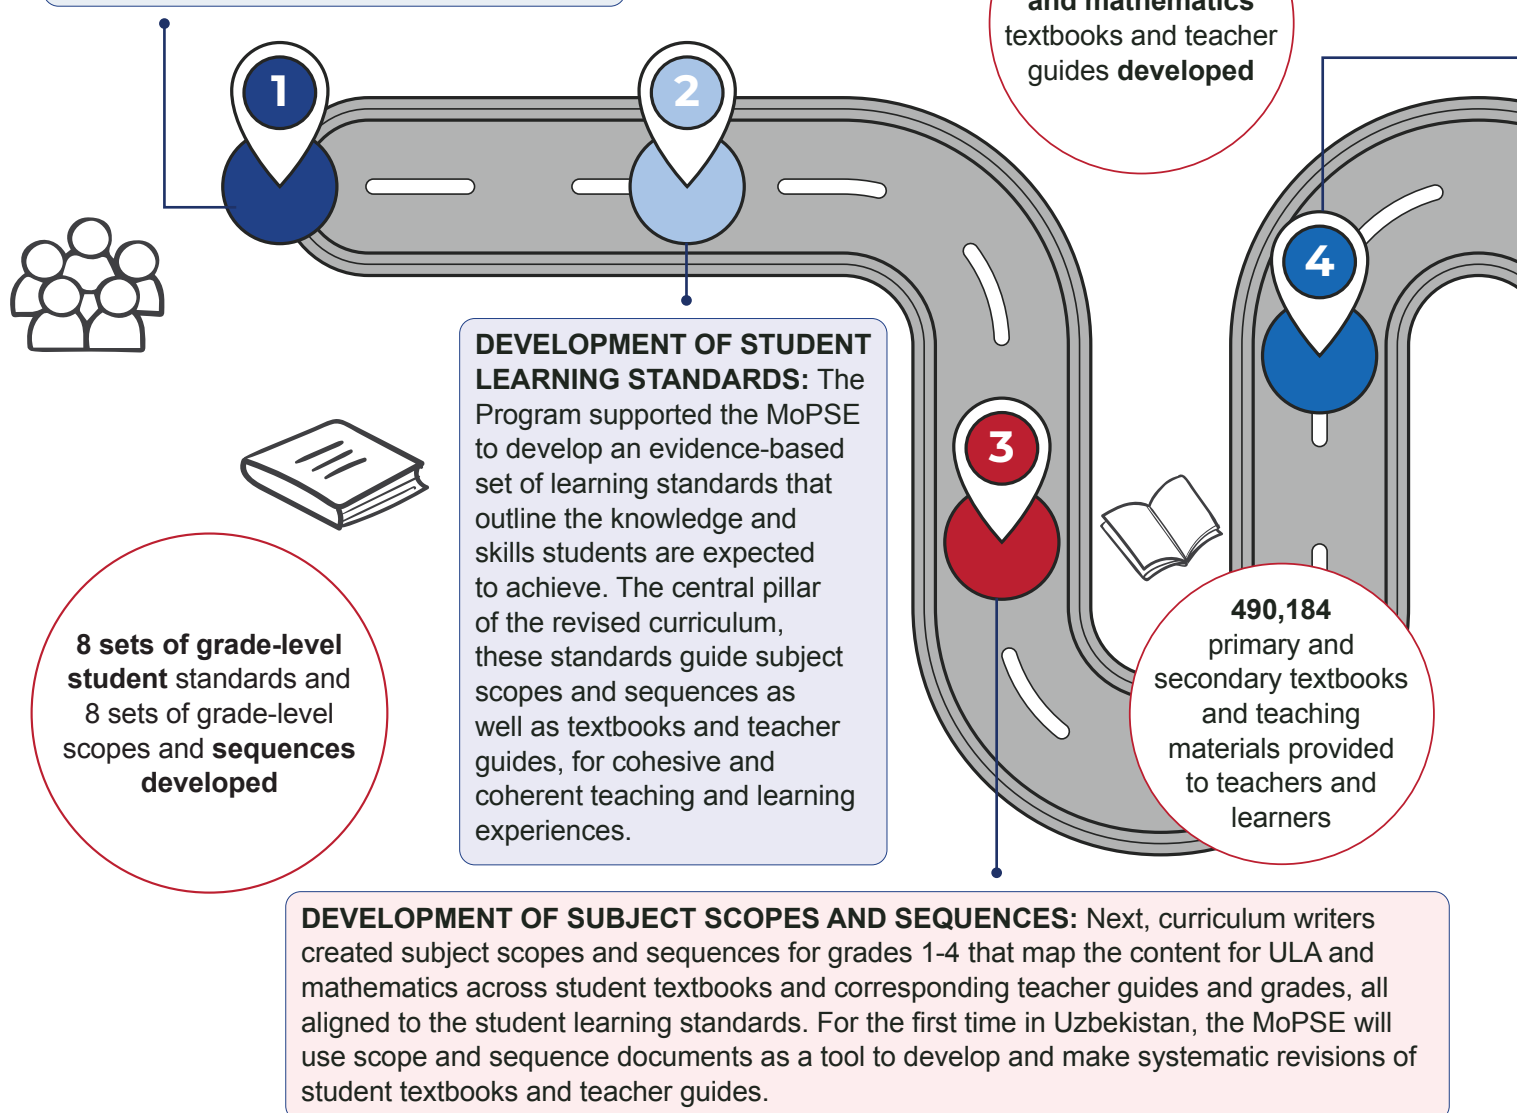 and mathematics
textbooks and teacher
guides developed
1
2
4
DEVELOPMENT OF STUDENT
LEARNING STANDARDS: The
Program supported the MoPSE
to develop an evidence-based
set of learning standards that
outline the knowledge and
skills students are expected
to achieve. The central pillar
of the revised curriculum,
these standards guide subject
scopes and sequences as
well as textbooks and teacher
guides, for cohesive and
coherent teaching and learning
experiences.
3
8 sets of grade-level
student standards and
8 sets of grade-level
scopes and sequences
developed
490,184
primary and
secondary textbooks
and teaching
materials provided
to teachers and
learners
DEVELOPMENT OF SUBJECT SCOPES AND SEQUENCES: Next, curriculum writers
created subject scopes and sequences for grades 1-4 that map the content for ULA and
mathematics across student textbooks and corresponding teacher guides and grades, all
aligned to the student learning standards. For the first time in Uzbekistan, the MoPSE will
use scope and sequence documents as a tool to develop and make systematic revisions of
student textbooks and teacher guides.